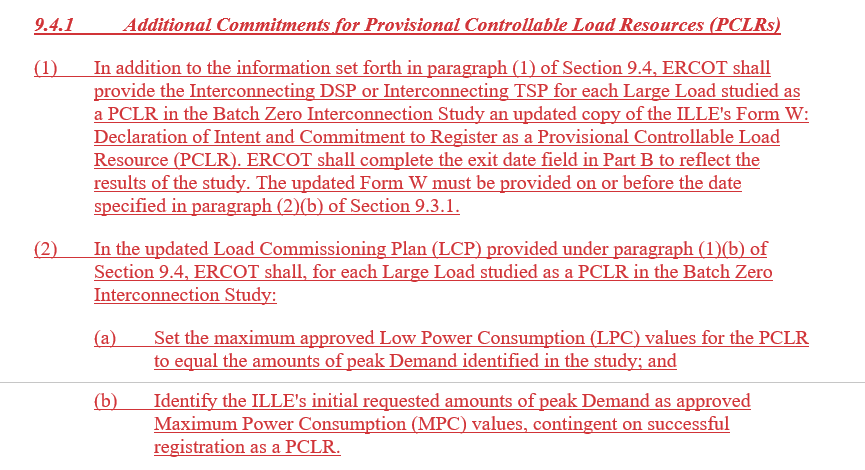 9.4.1 Additional Commitments for Provisional Controllable Load Resources (PCLRs)
(1) In addition to the information set forth in paragraph (1) of Section 9.4, ERCOT shall
provide the Interconnecting DSP or Interconnecting TSP for each Large Load studied as
a PCLR in the Batch Zero Interconnection Study an updated copy of the ILLE's Form W:
Declaration of Intent and Commitment to Register as a Provisional Controllable Load
Resource (PCLR). ERCOT shall complete the exit date field in Part B to reflect the
results of the study. The updated Form W must be provided on or before the date
specified in paragraph (2)(b) of Section 9.3.1.
(2) In the updated Load Commissioning Plan (LCP) provided under paragraph (1)(b) of
Section 9.4, ERCOT shall, for each Large Load studied as a PCLR in the Batch Zero
Interconnection Study:
(a) Set the maximum approved Low Power Consumption (LPC) values for the PCLR
to equal the amounts of peak Demand identified in the study; and
(b) Identify the ILLE's initial requested amounts of peak Demand as approved
Maximum Power Consumption (MPC) values, contingent on successful
registration as a PCLR.